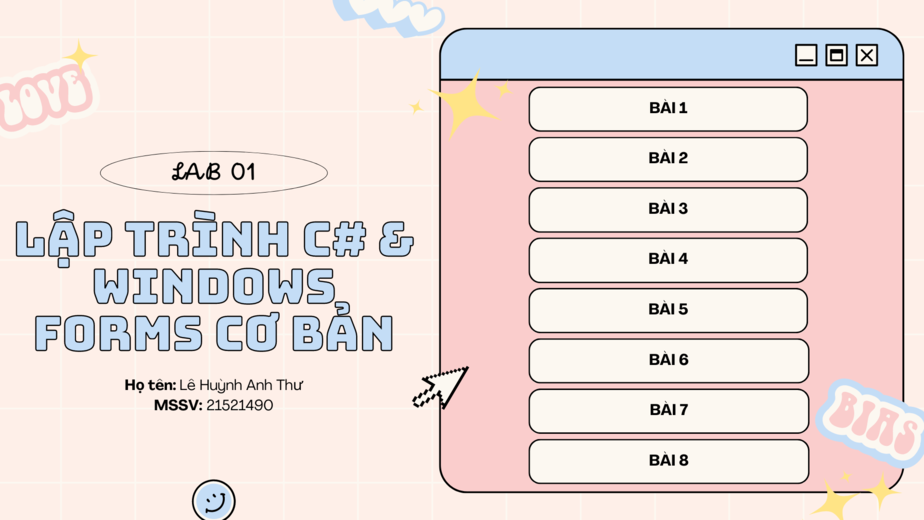 LOVE
LAB 01
LẬP TRÌNH C# &
WINDOWS
FORMS CƠ BẢN
Họ tên: Lê Huỳnh Anh Thư
MSSV: 21521490
BÀI 1
BÀI 2
BÀI 3
BÀI 4
BÀI 5
BÀI 6
BÀI 7
BÀI 8
BIAS